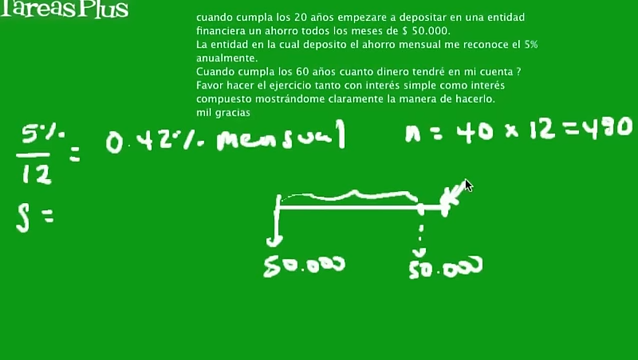 TareasPlus
cuando cumpla los 20 años empezare a depositar en una entidad
financiera un ahorro todos los meses de $ 50.000.
La entidad en la cual deposito el ahorro mensual me reconoce el 5%
anualmente.
Cuando cumpla los 60 años cuanto dinero tendré en mi cuenta ?
Favor hacer el ejercicio tanto con interés simple como interés
compuesto mostrándome claramente la manera de hacerlo.
mil gracias
5%/12 = 0.42% mensual
n = 40 x 12 = 490
S =
50.000 50.000